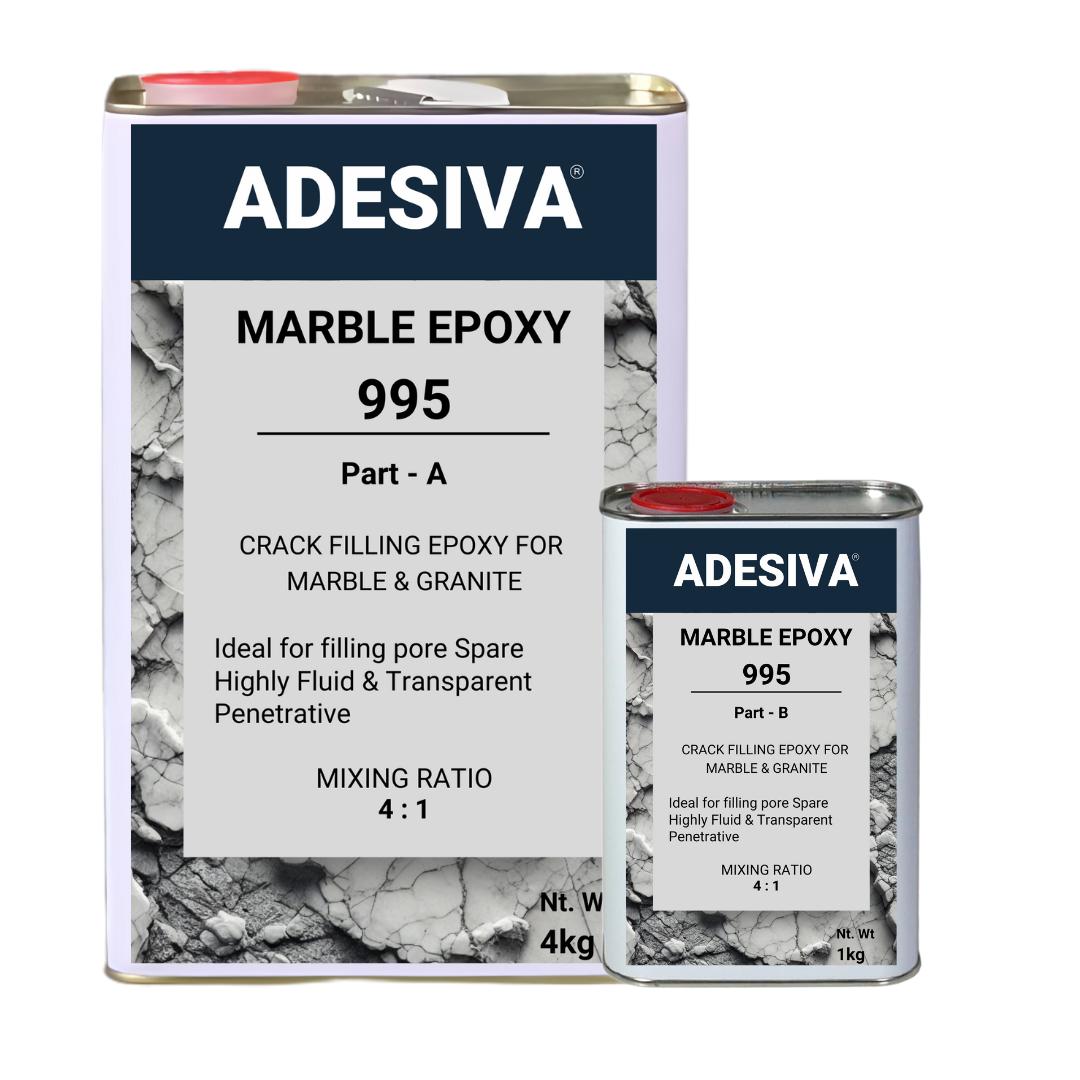 ADESIVA®
MARBLE EPOXY
995
Part - A
CRACK FILLING EPOXY FOR
MARBLE & GRANITE
Ideal for filling pore Spare
Highly Fluid & Transparent
Penetrative
MIXING RATIO
4 : 1
Nt. W
4kg
ADESIVA®
MARBLE EPOXY
995
Part - B
CRACK FILLING EPOXY FOR
MARBLE & GRANITE
Ideal for filling pore Spare
Highly Fluid & Transparent
Penetrative
MIXING RATIO
4 : 1
Nt. Wt
1kg